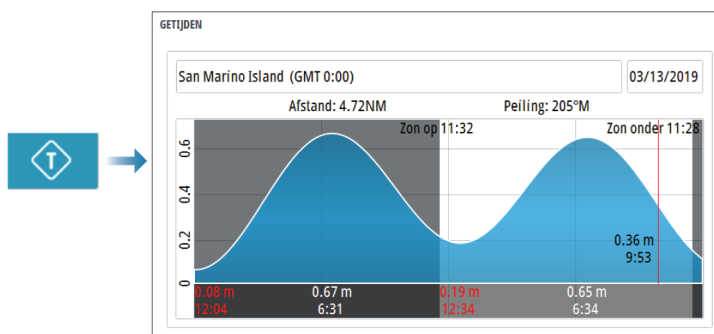 GETIJDEN
San Marino Island (GMT 0:00) 03/13/2019
Afstand: 4.72NM Peiling: 205°M
Zon op 11:32 Zon onder 11:28
0.6
T
0.4
0.2
0.36 m
9:53
0
0.08 m 0.67 m 0.19 m 0.65 m
12:04 6:31 12:34 6:34